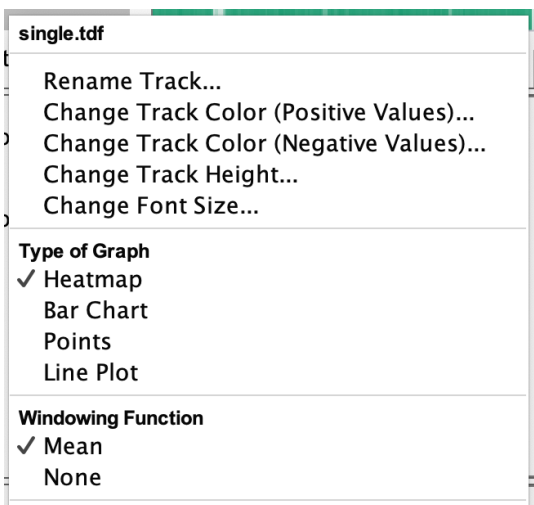 single.tdf
Rename Track...
Change Track Color (Positive Values)...
Change Track Color (Negative Values)...
Change Track Height...
Change Font Size...
Type of Graph
✓ Heatmap
Bar Chart
Points
Line Plot
Windowing Function
✓ Mean
None